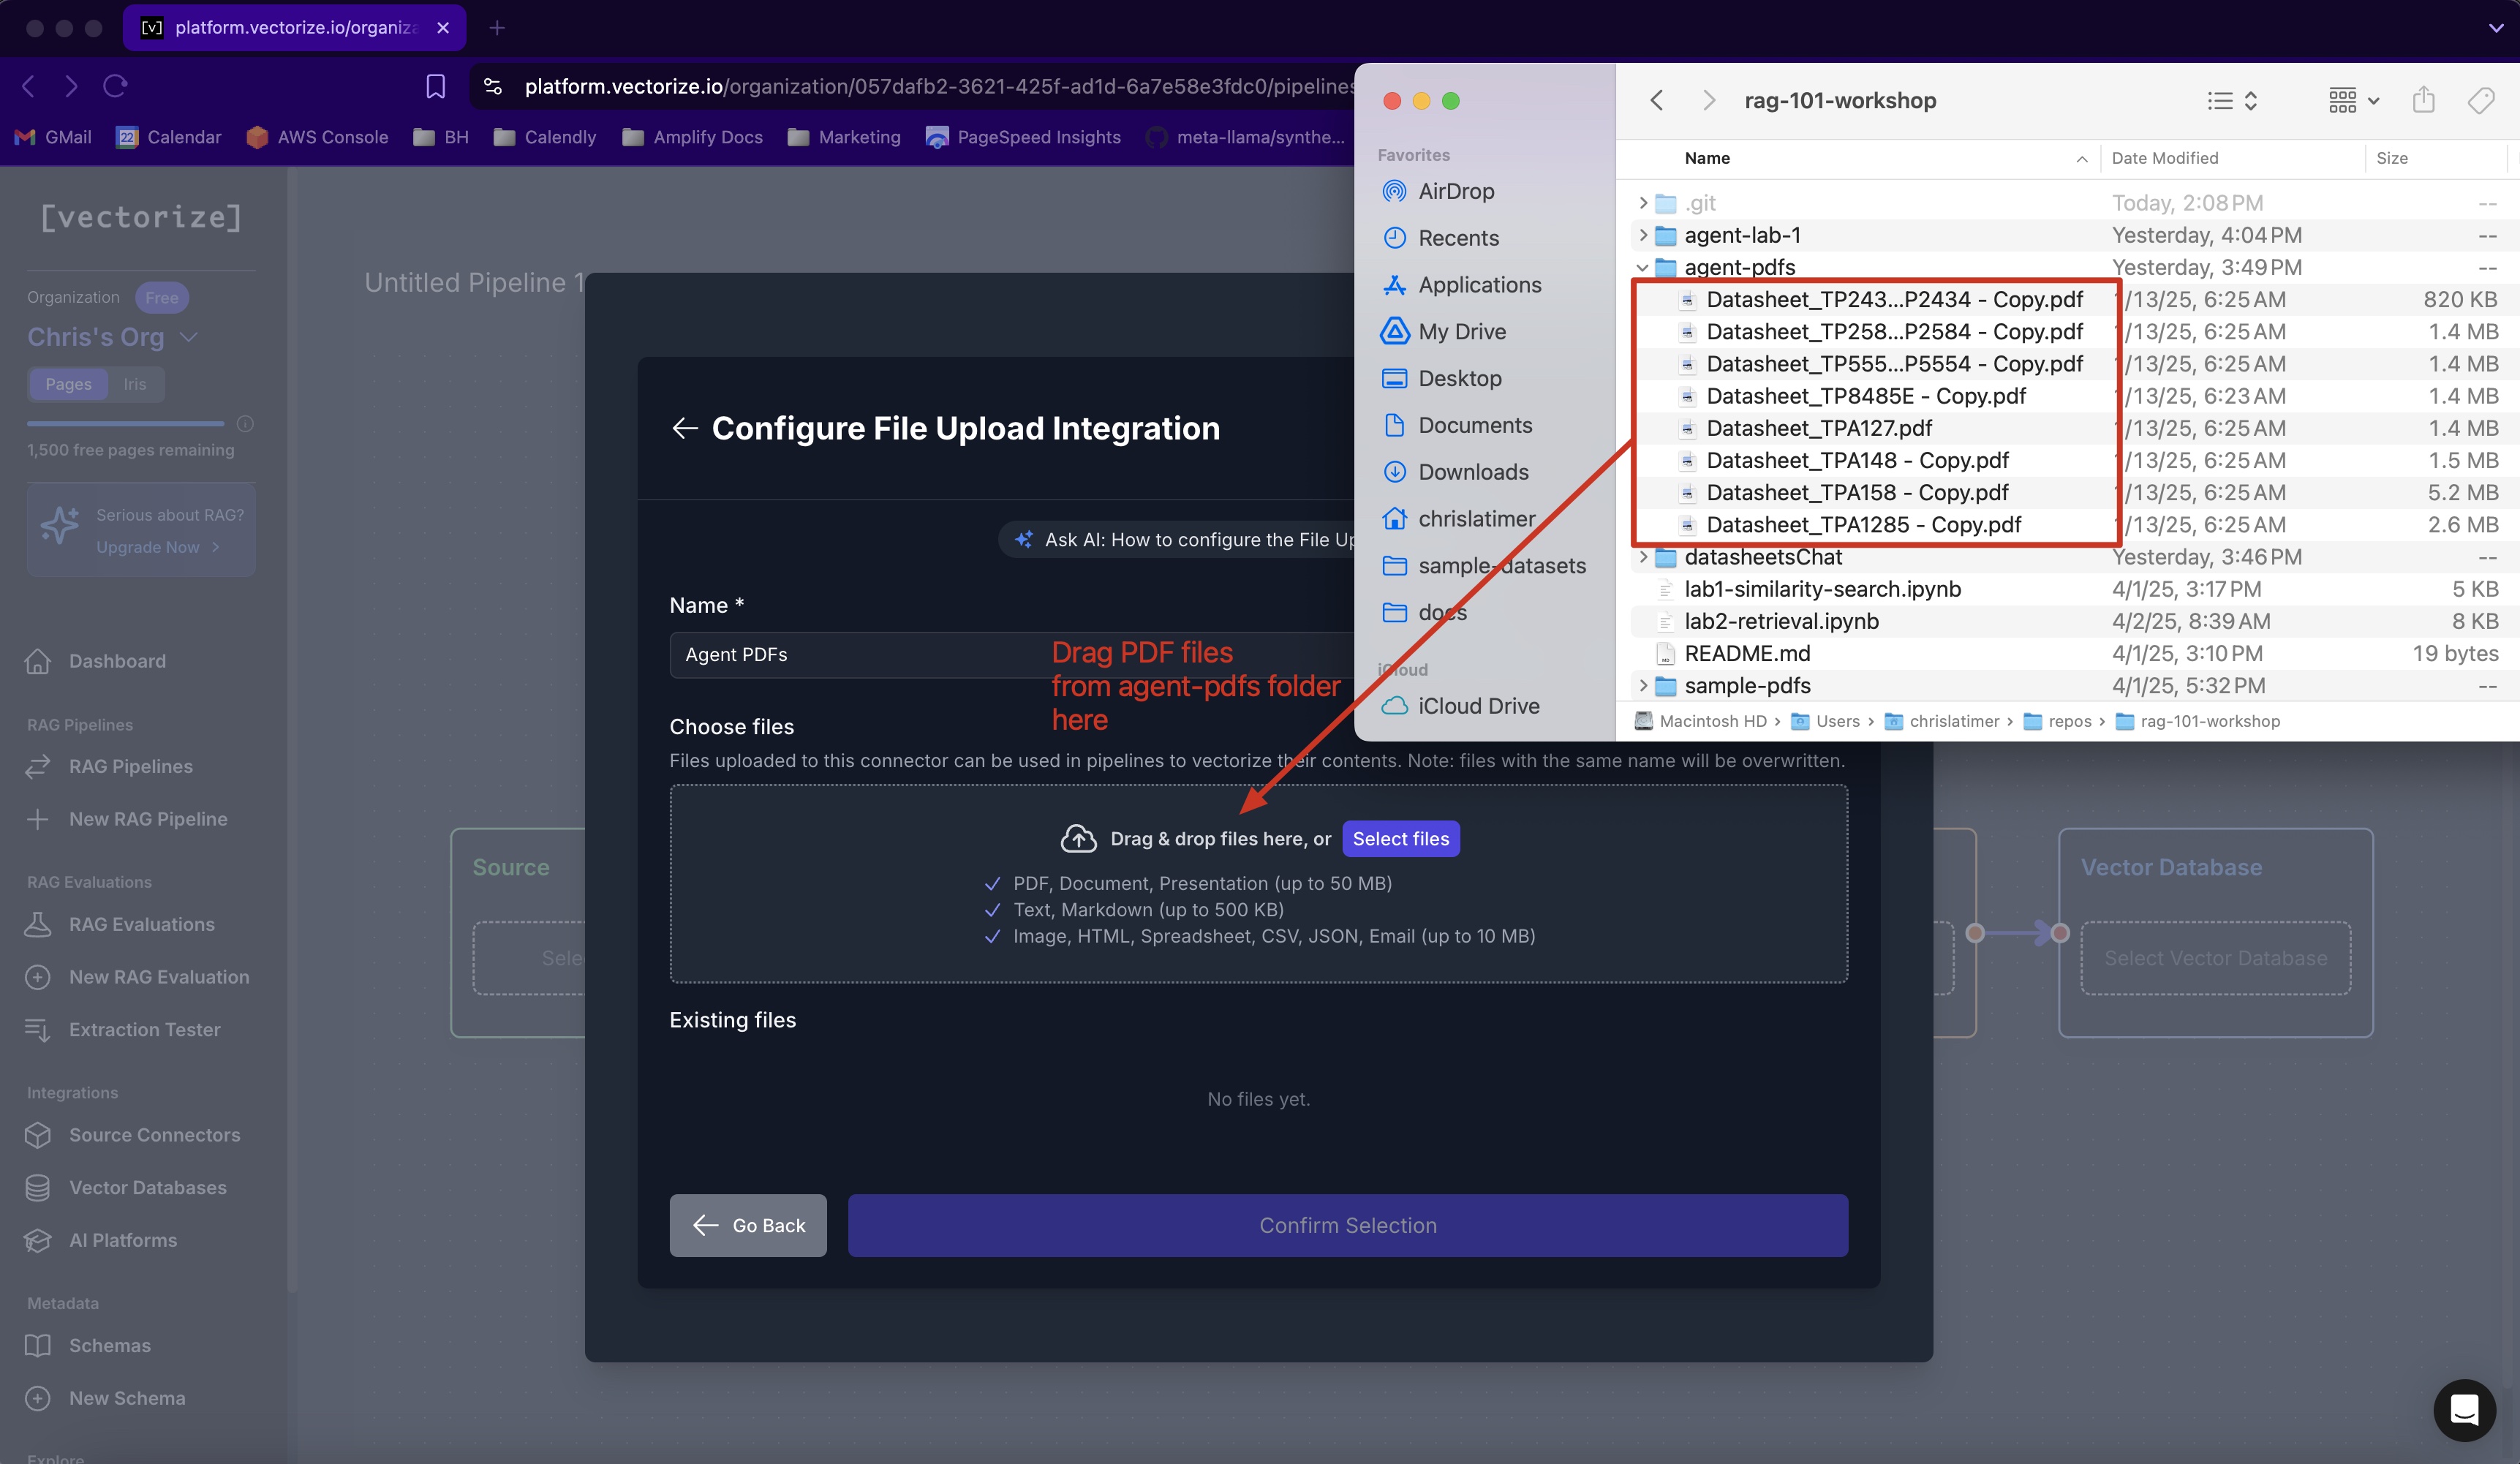 [v] platform.vectorize.io/organiza
platform.vectorize.io/organization/057dafb2-3621-425f-ad1d-6a7e58e3fdc0/pipelines
GMail
22 Calendar
AWS Console
BH
Calendly
Amplify Docs
Marketing
PageSpeed Insights
meta-llama/synthe...
[vectorize]
Organization Free
Chris's Org
Pages Iris
1,500 free pages remaining
Serious about RAG?
Upgrade Now
Dashboard
RAG Pipelines
RAG Pipelines
New RAG Pipeline
RAG Evaluations
RAG Evaluations
New RAG Evaluation
Extraction Tester
Integrations
Source Connectors
Vector Databases
AI Platforms
Metadata
Schemas
New Schema
Explore
Untitled Pipeline 1
Source
Sele
Configure File Upload Integration
Ask AI: How to configure the File Up
Name *
Agent PDFs
Drag PDF files
from agent-pdfs folder
here
Choose files
Files uploaded to this connector can be used in pipelines to vectorize their contents. Note: files with the same name will be overwritten.
Drag & drop files here, or Select files
PDF, Document, Presentation (up to 50 MB)
Text, Markdown (up to 500 KB)
Image, HTML, Spreadsheet, CSV, JSON, Email (up to 10 MB)
Existing files
No files yet.
Go Back
Confirm Selection
Vector Database
Select Vector Database
Favorites
AirDrop
Recents
Applications
My Drive
Desktop
Documents
Downloads
chrislatimer
sample-datasets
docs
iCloud
iCloud Drive
rag-101-workshop
Name Date Modified Size
.git Today, 2:08 PM --
agent-lab-1 Yesterday, 4:04 PM --
agent-pdfs Yesterday, 3:49 PM --
Datasheet_TP243...P2434 - Copy.pdf /13/25, 6:25 AM 820 KB
Datasheet_TP258...P2584 - Copy.pdf /13/25, 6:25 AM 1.4 MB
Datasheet_TP555...P5554 - Copy.pdf /13/25, 6:25 AM 1.4 MB
Datasheet_TP8485E - Copy.pdf /13/25, 6:23 AM 1.4 MB
Datasheet_TPA127.pdf /13/25, 6:25 AM 1.4 MB
Datasheet_TPA148 - Copy.pdf /13/25, 6:25 AM 1.5 MB
Datasheet_TPA158 - Copy.pdf /13/25, 6:25 AM 5.2 MB
Datasheet_TPA1285 - Copy.pdf /13/25, 6:25 AM 2.6 MB
datasheetsChat Yesterday, 3:46 PM --
lab1-similarity-search.ipynb 4/1/25, 3:17 PM 5 KB
lab2-retrieval.ipynb 4/2/25, 8:39 AM 8 KB
README.md 4/1/25, 3:10 PM 19 bytes
sample-pdfs 4/1/25, 5:32 PM --
Macintosh HD › Users › chrislatimer › repos › rag-101-workshop